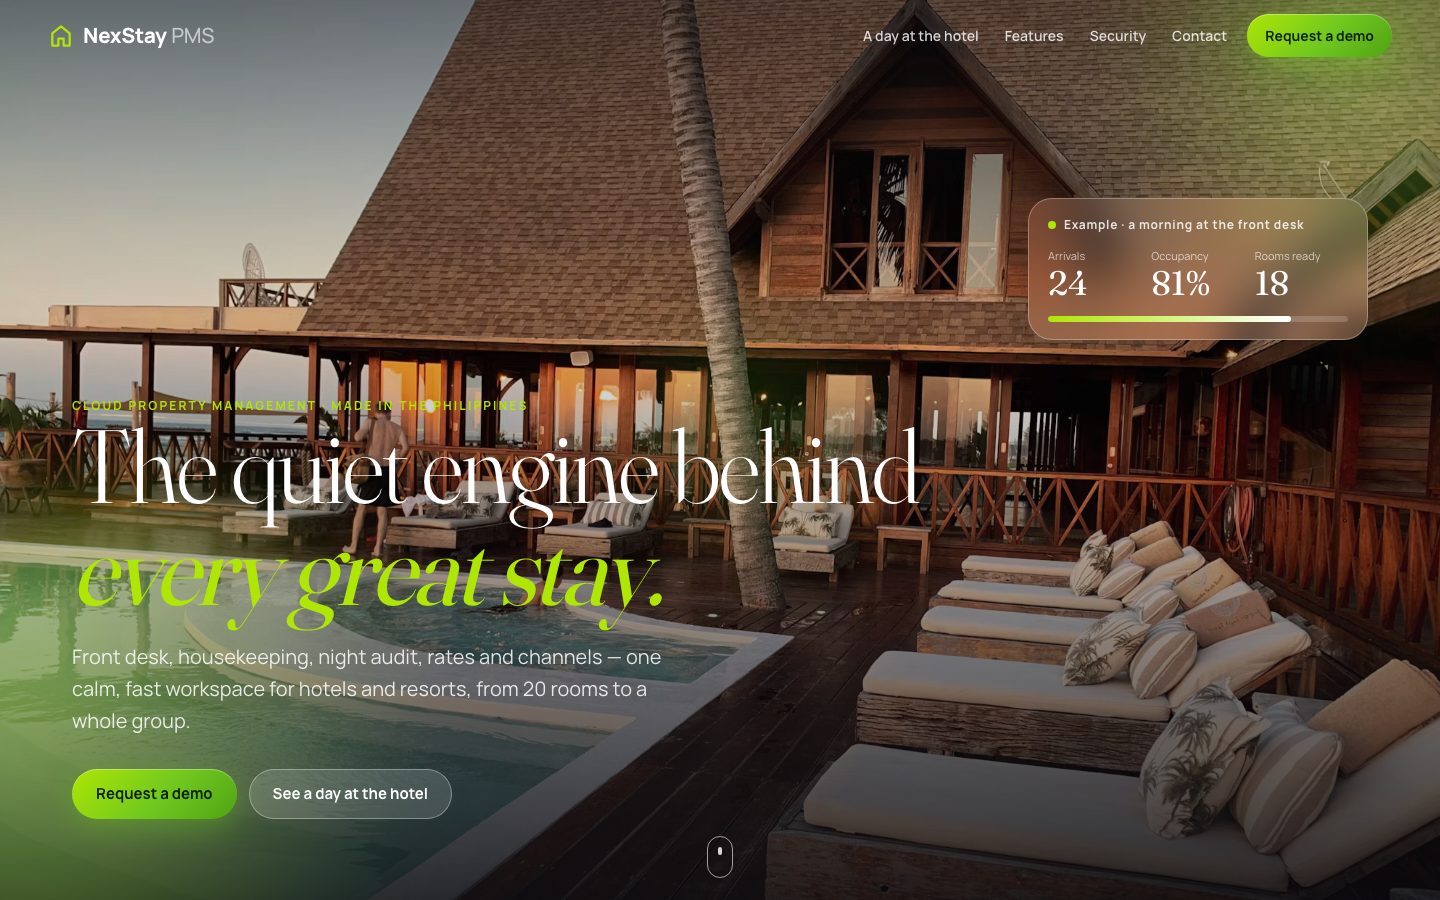 NexStay PMS
A day at the hotel
Features
Security
Contact
Request a demo
Example · a morning at the front desk
Arrivals
24
Occupancy
81%
Rooms ready
18
CLOUD PROPERTY MANAGEMENT · MADE IN THE PHILIPPINES
The quiet engine behind
every great stay.
Front desk, housekeeping, night audit, rates and channels — one
calm, fast workspace for hotels and resorts, from 20 rooms to a
whole group.
Request a demo
See a day at the hotel